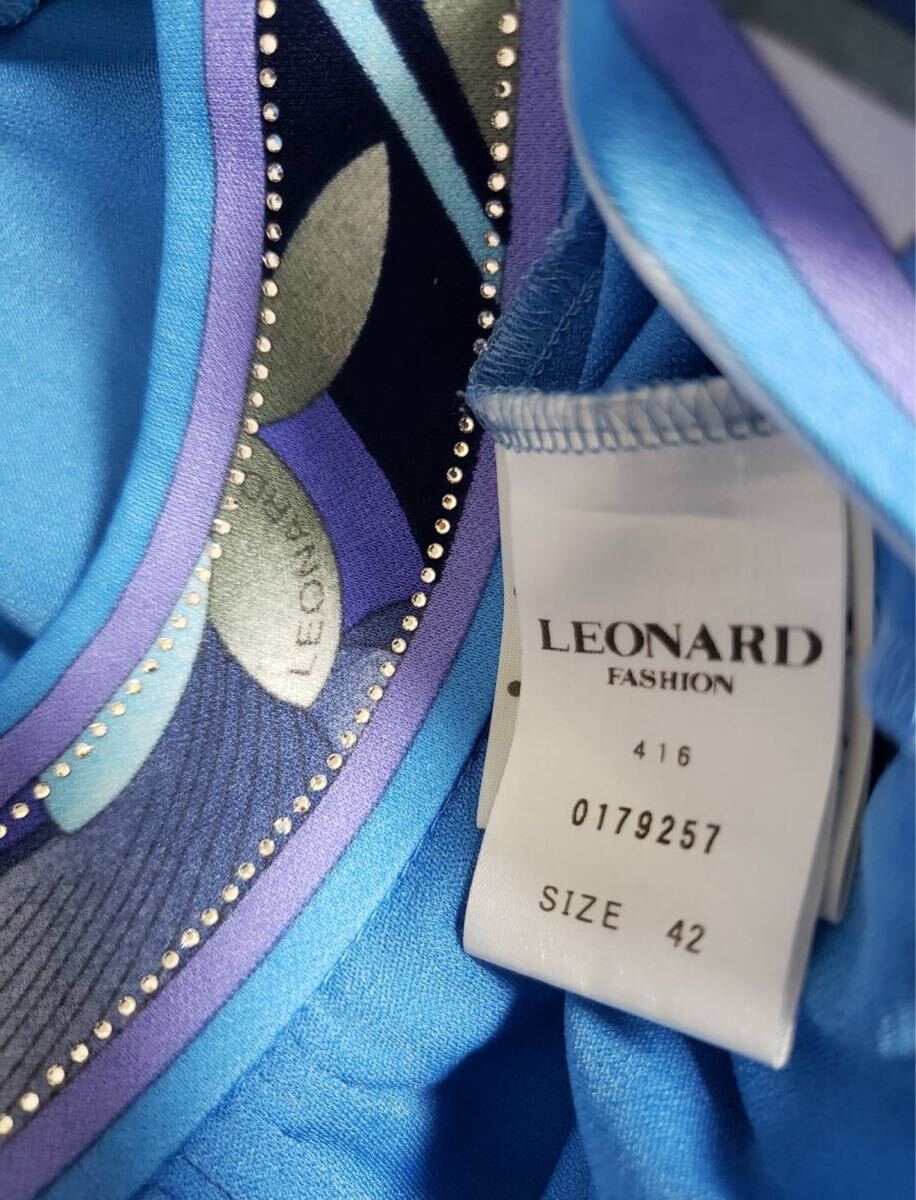 LEONARD
LEONARD
FASHION
416
0179257
SIZE 42